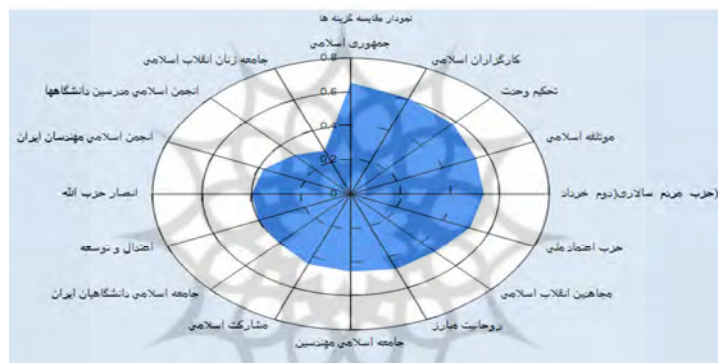 نمودار مقایسه گزینه ها
جمهوری اسلامی
0.8
کارگزاران اسلامی
جامعه زنان انقلاب اسلامی
0.6
تحکیم وحدت
انجمن اسلامی مدرسین دانشگاهها
0.4
موتلفه اسلامی
انجمن اسلامی مهندسان ایران
0.2
(حزب مردم سالاری(دوم خرداد
0
انصار حزب الله
حزب اعتماد ملی
اعتدال و توسعه
مجاهدین انقلاب اسلامی
جامعه اسلامی دانشگاهیان ایران
روحانیت مبارز
مشارکت اسلامی
جامعه اسلامی مهندسین